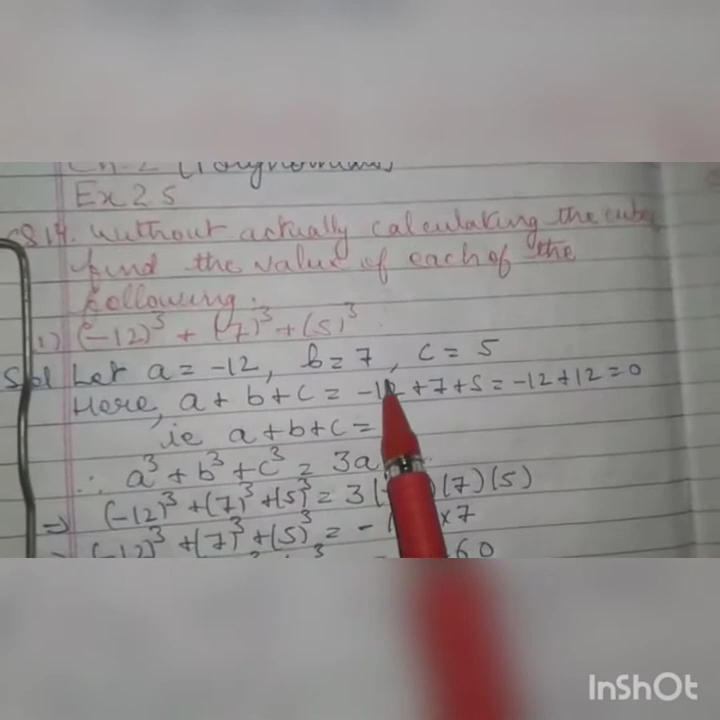 Ex 2.5
Q14. Without actually calculating the cubes
find the value of each of the
following.
1) (-12)³ + (7)³ + (5)³
Sol Let a = -12, b = 7, c = 5
Here, a + b + c = -12 + 7 + 5 = -12 + 12 = 0
ie a + b + c =
∴ a³ + b³ + c³ = 3a
⇒ (-12)³ + (7)³ + (5)³ = 3( )(7)(5)
(-12)³ + (7)³ + (5)³ = - ×7
60
InShOt